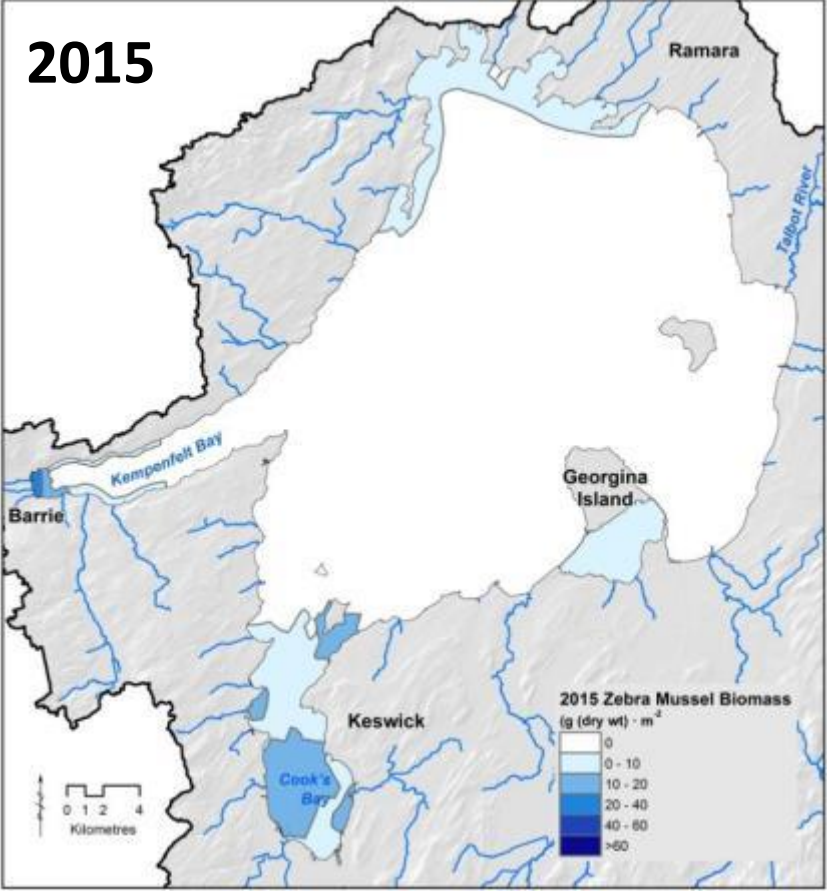 2015
Ramara
Talbot River
Kempenfelt Bay
Barrie
Georgina
Island
Keswick
Cook's
Bay
2015 Zebra Mussel Biomass
(g (dry wt) · m⁻²
0
0 - 10
10 - 20
20 - 40
40 - 60
>60
0 1 2 4
Kilometres